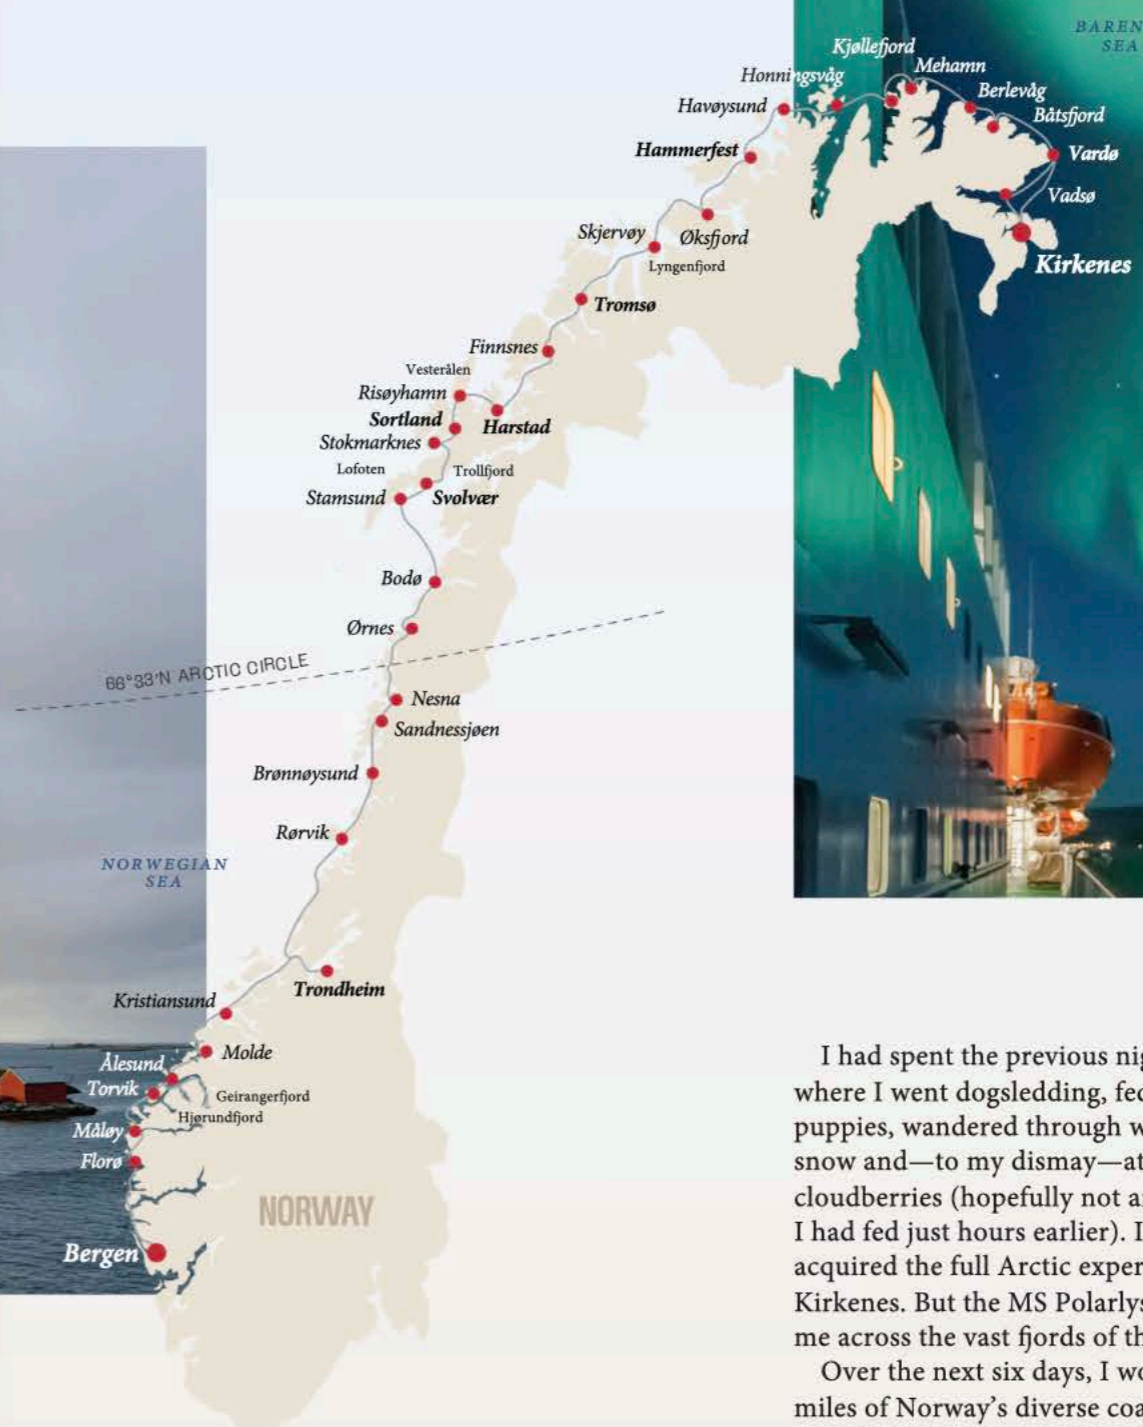 BAREN
SEA
Kjøllefjord
Mehamn
Honningsvåg
Berlevåg
Havøysund
Båtsfjord
Hammerfest
Vardø
Vadsø
Skjervøy
Øksfjord
Kirkenes
Lyngenfjord
Tromsø
Finnsnes
Vesterålen
Risøyhamn
Sortland
Harstad
Stokmarknes
Lofoten
Trollfjord
Stamsund
Svolvær
Bodø
Ørnes
66°33'N ARCTIC CIRCLE
Nesna
Sandnessjøen
Brønnøysund
Rørvik
NORWEGIAN
SEA
Trondheim
Kristiansund
Molde
Ålesund
Torvik
Geirangerfjord
Hjørundfjord
Måløy
Florø
NORWAY
Bergen
I had spent the previous nig
where I went dogsledding, fed
puppies, wandered through w
snow and—to my dismay—at
cloudberries (hopefully not a
I had fed just hours earlier). I
acquired the full Arctic exper
Kirkenes. But the MS Polarlys
me across the vast fjords of th
Over the next six days, I wo
miles of Norway's diverse coa